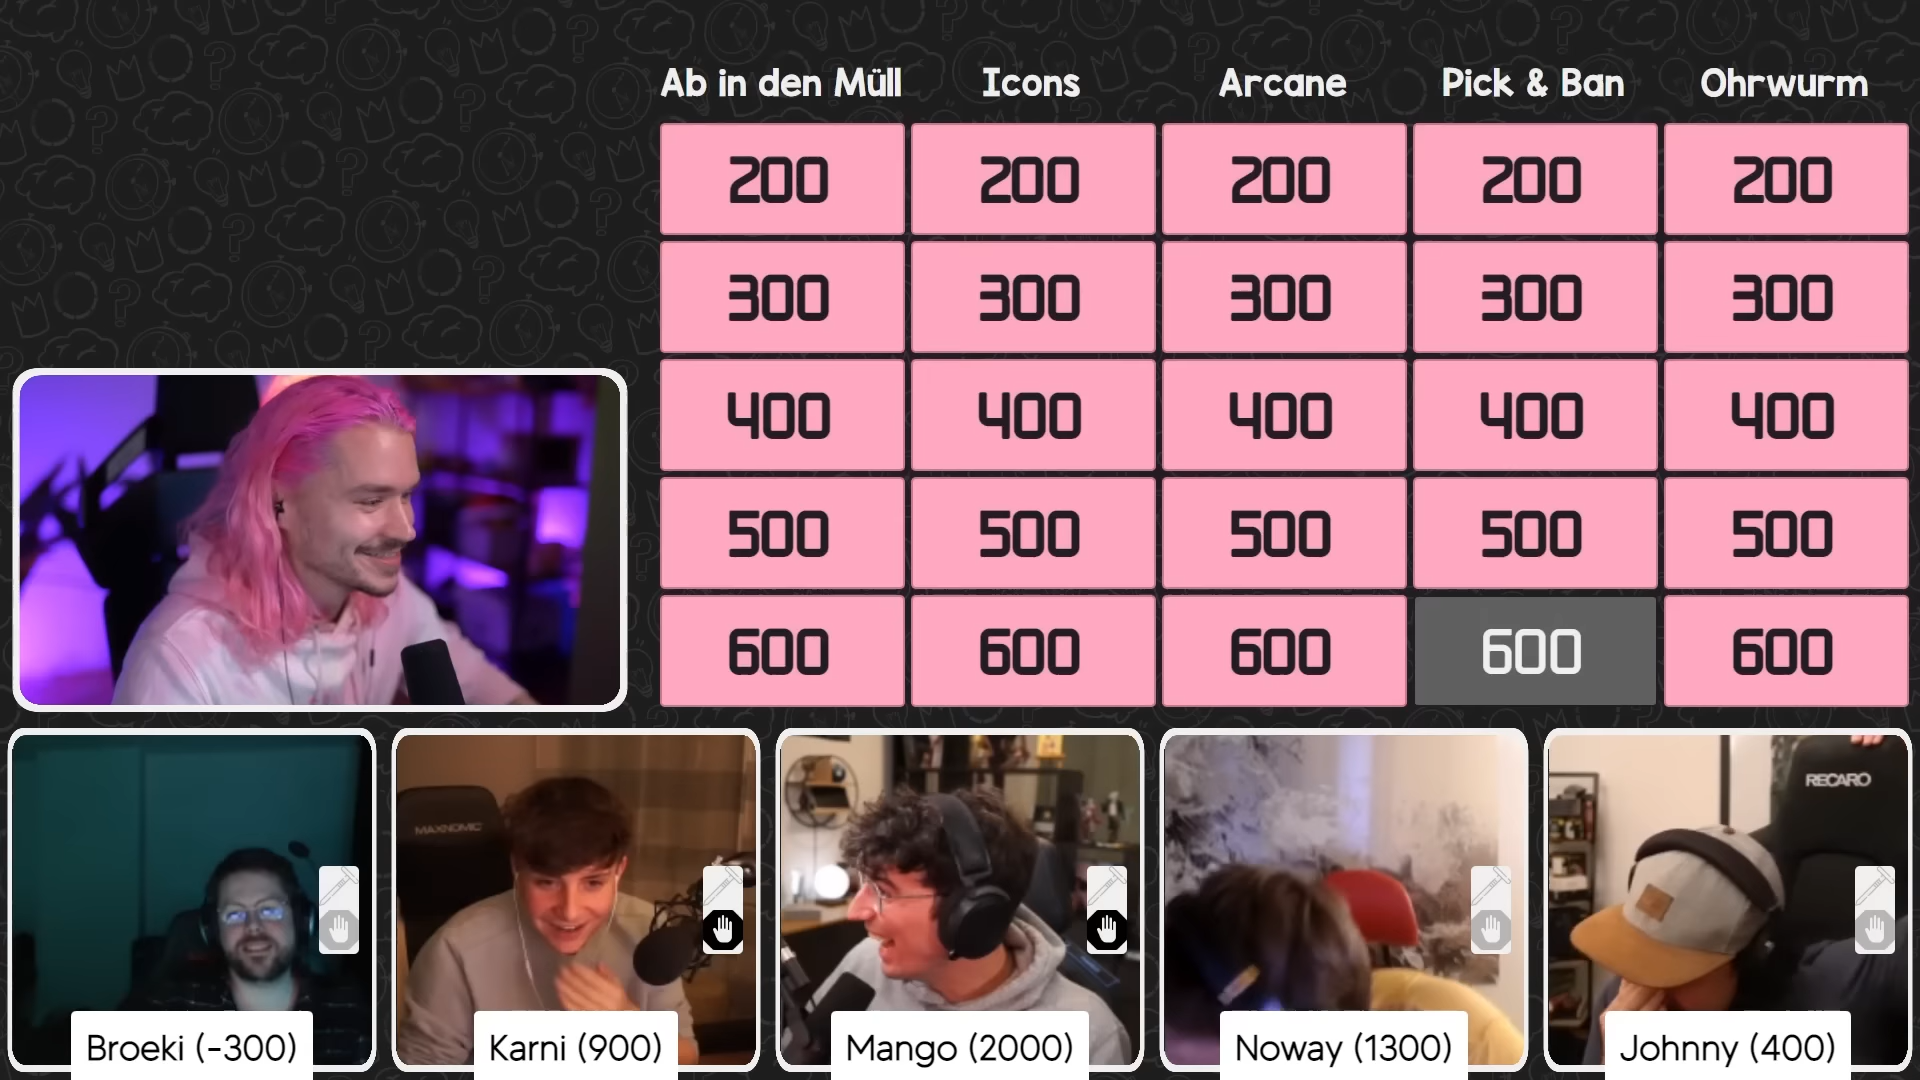 Ab in den Müll Icons Arcane Pick & Ban Ohrwurm
200 200 200 200 200
300 300 300 300 300
400 400 400 400 400
500 500 500 500 500
600 600 600 600 600
MAXNOMIC
RECARO
Broeki (-300) Karni (900) Mango (2000) Noway (1300) Johnny (400)